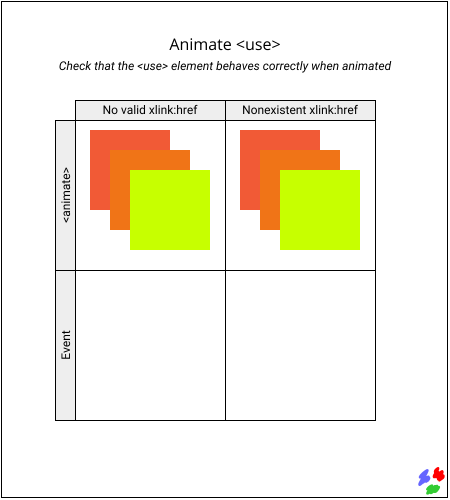 Animate <use>
Check that the <use> element behaves correctly when animated
No valid xlink:href
Nonexistent xlink:href
<animate>
Event